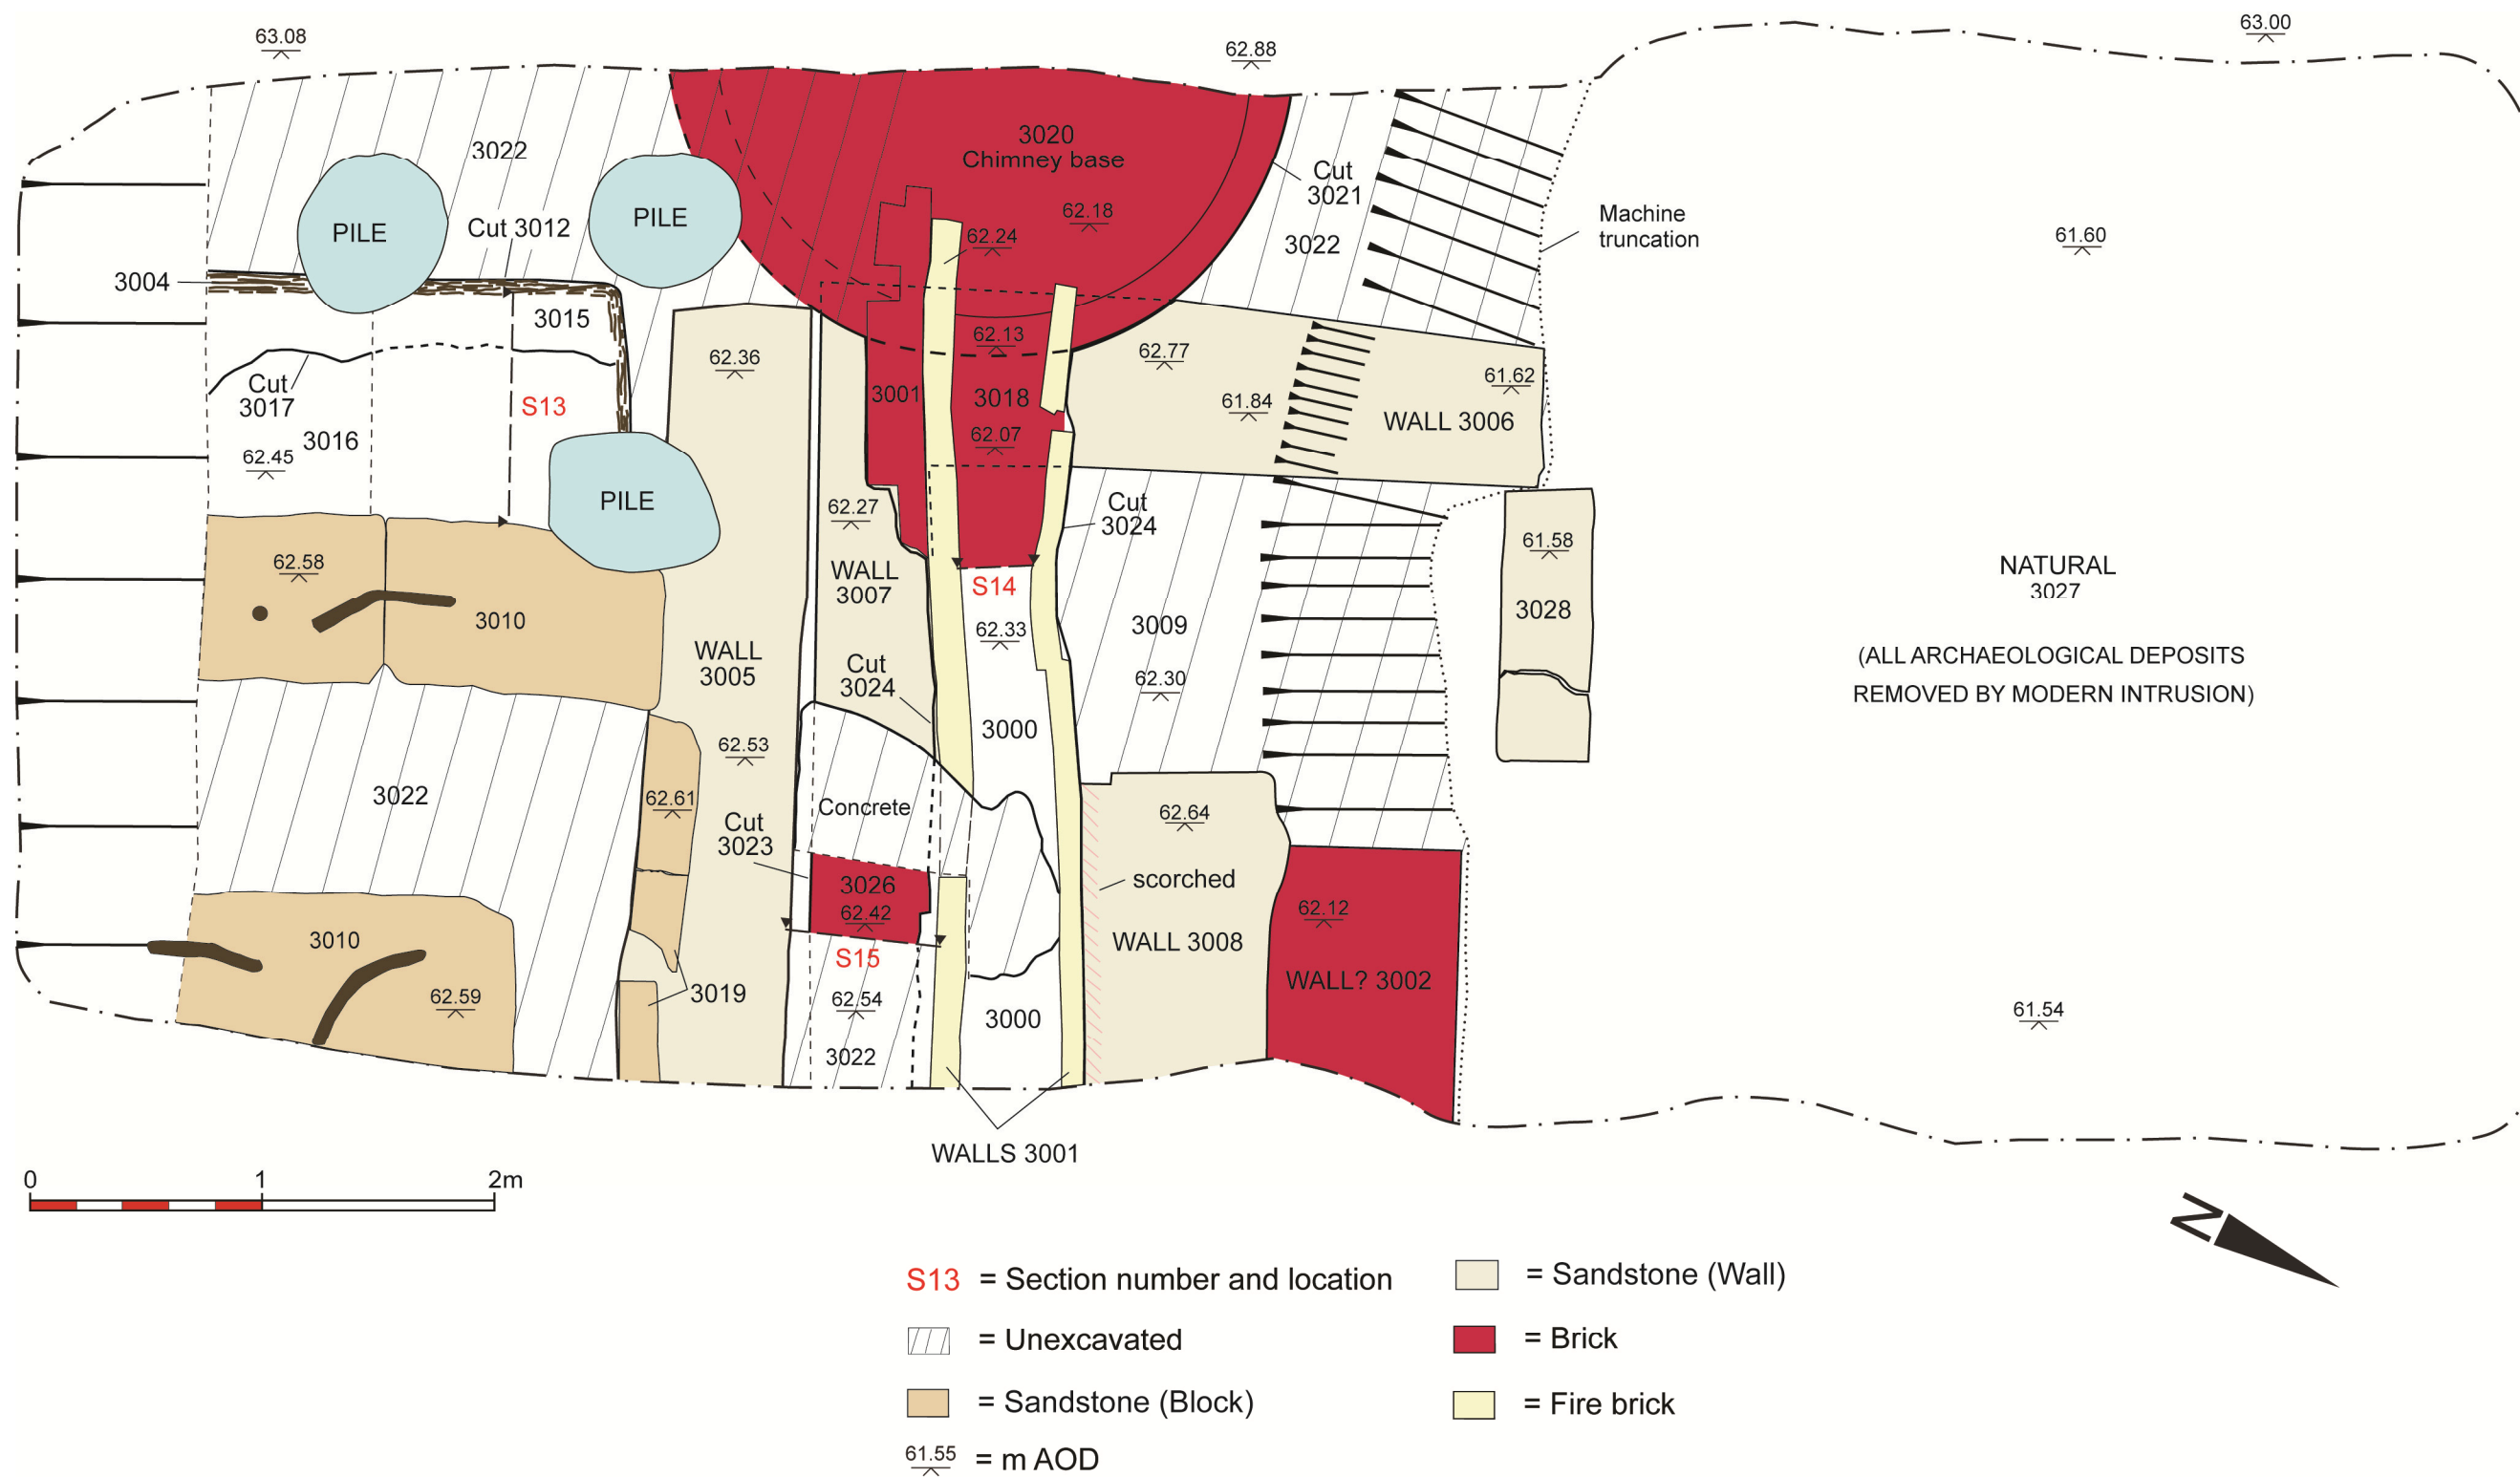 63.08
62.88
63.00
3022
3020
Chimney base
Cut
3021
PILE
PILE
Cut 3012
62.18
62.24
3022
Machine
truncation
61.60
3004
3015
62.13
62.36
62.77
61.62
Cut
3017
S13
3001
3018
61.84
WALL 3006
3016
62.45
62.07
PILE
62.27
Cut
3024
62.58
61.58
NATURAL
3027
WALL
3007
S14
3010
62.33
3009
3028
WALL
3005
Cut
3024
62.30
(ALL ARCHAEOLOGICAL DEPOSITS
REMOVED BY MODERN INTRUSION)
62.53
3000
3022
62.61
Concrete
62.64
Cut
3023
3026
62.42
scorched
62.12
3010
S15
WALL 3008
WALL? 3002
62.59
3019
62.54
3000
61.54
3022
WALLS 3001
0 1 2m
N
S13 = Section number and location
= Sandstone (Wall)
= Unexcavated
= Brick
= Sandstone (Block)
= Fire brick
61.55 = m AOD